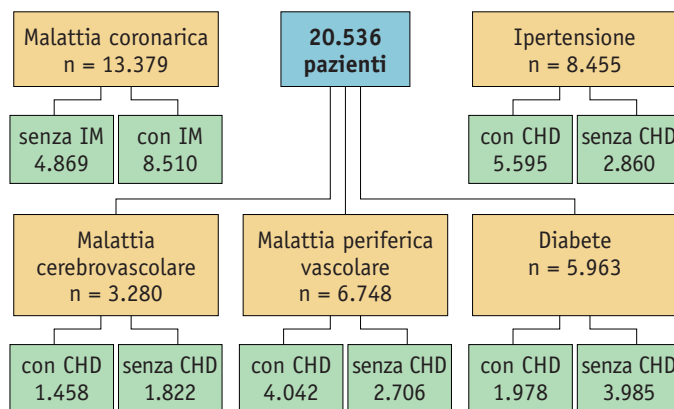 Malattia coronarica
n = 13.379
20.536
pazienti
Ipertensione
n = 8.455
senza IM
4.869
con IM
8.510
con CHD
5.595
senza CHD
2.860
Malattia
cerebrovascolare
n = 3.280
Malattia periferica
vascolare
n = 6.748
Diabete
n = 5.963
con CHD
1.458
senza CHD
1.822
con CHD
4.042
senza CHD
2.706
con CHD
1.978
senza CHD
3.985